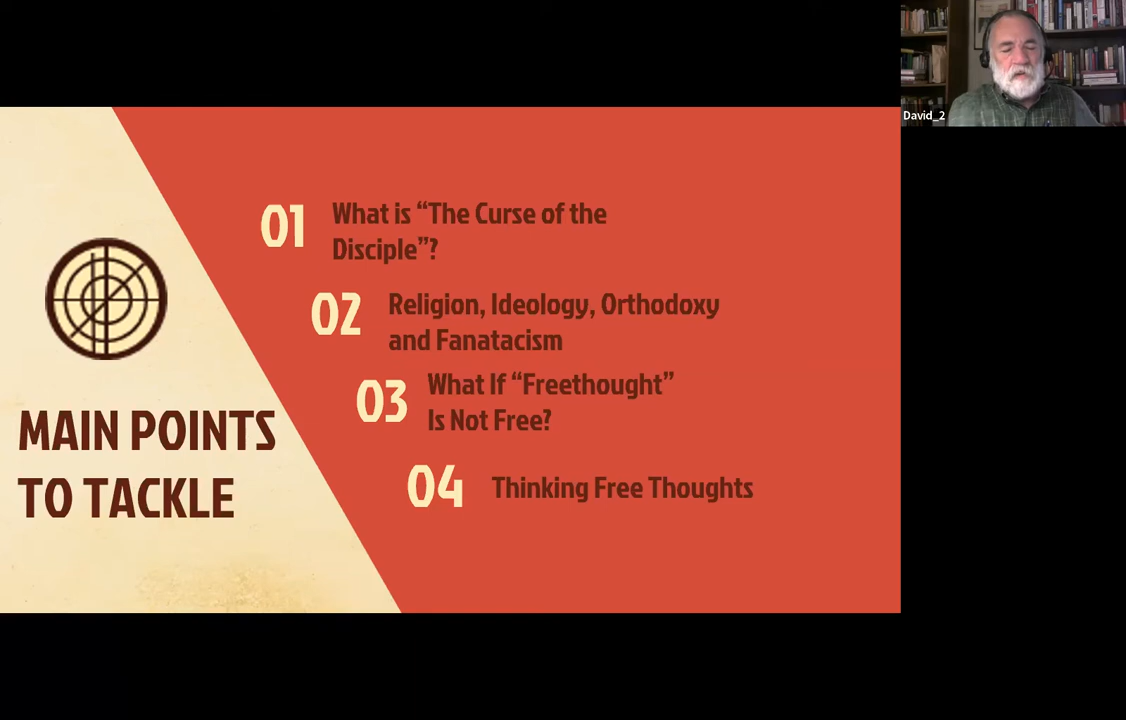 David_2
01
What is “The Curse of the
Disciple”?
02
Religion, Ideology, Orthodoxy
and Fanatacism
03
What If “Freethought”
Is Not Free?
04
Thinking Free Thoughts
MAIN POINTS
TO TACKLE